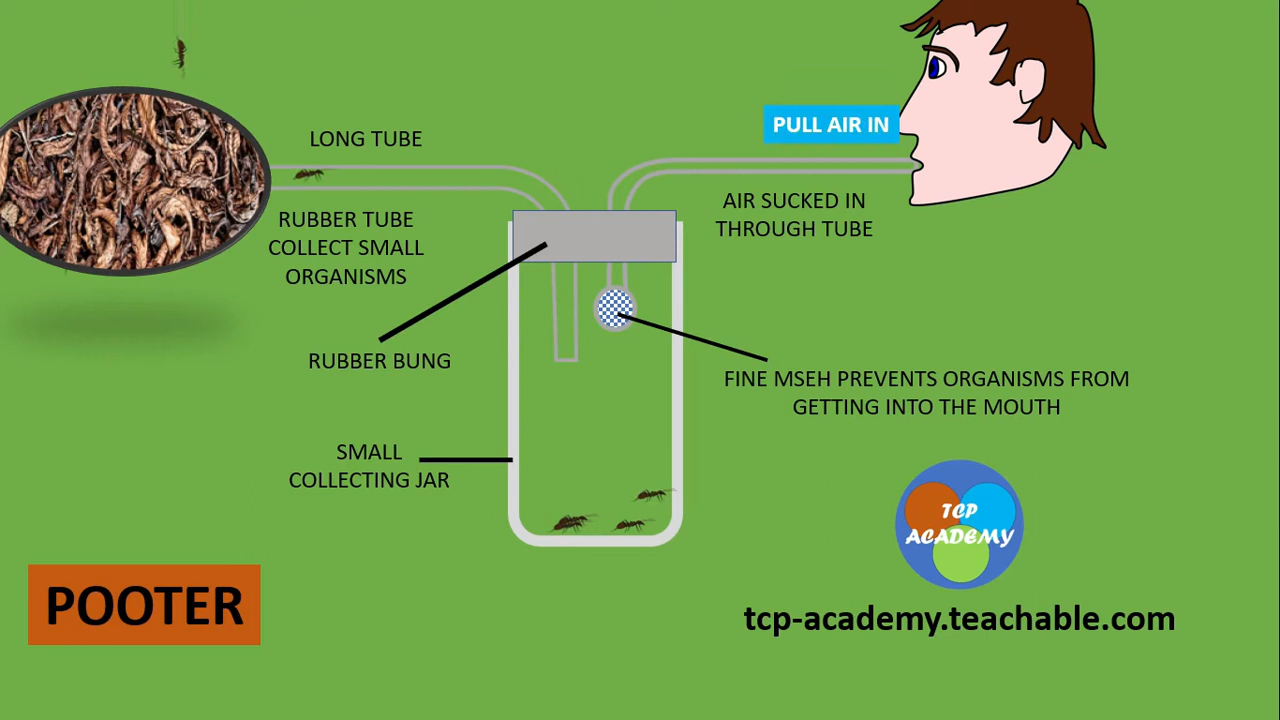 PULL AIR IN
LONG TUBE
AIR SUCKED IN
THROUGH TUBE
RUBBER TUBE
COLLECT SMALL
ORGANISMS
RUBBER BUNG
FINE MSEH PREVENTS ORGANISMS FROM
GETTING INTO THE MOUTH
SMALL
COLLECTING JAR
TCP
ACADEMY
POOTER
tcp-academy.teachable.com